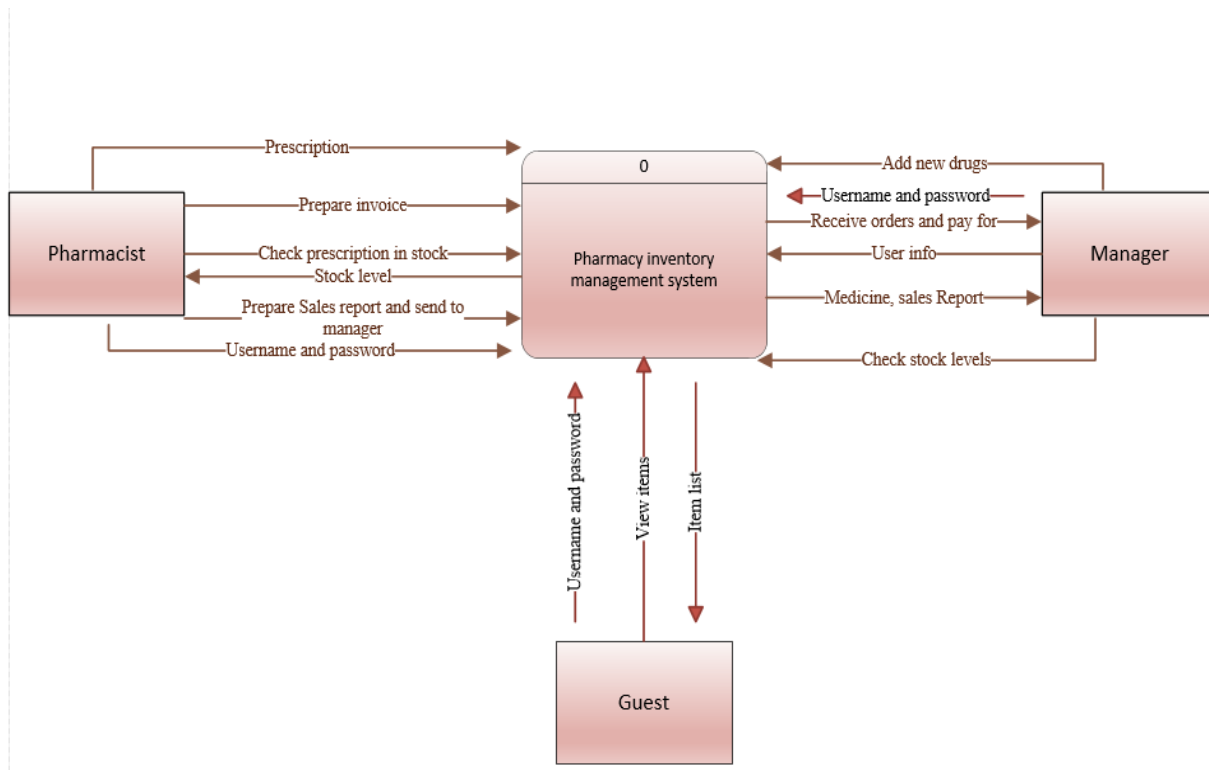 Prescription
0
Add new drugs
Username and password
Prepare invoice
Receive orders and pay for
Pharmacist
Check prescription in stock
Pharmacy inventory
management system
User info
Manager
Stock level
Medicine, sales Report
Prepare Sales report and send to
manager
Username and password
Check stock levels
Username and password
View items
Item list
Guest